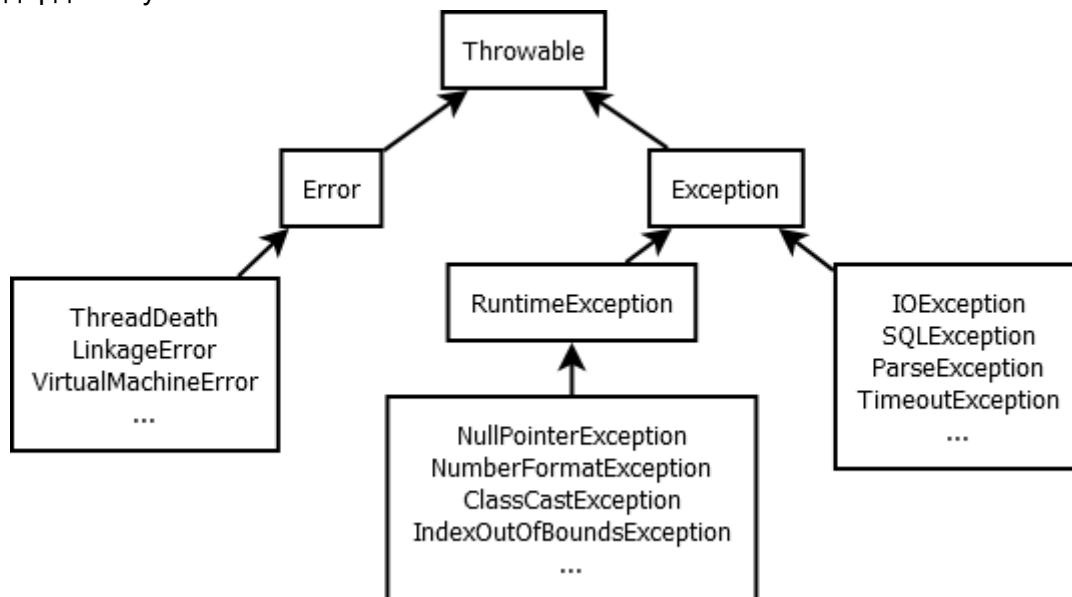 Throwable
Error
Exception
ThreadDeath
LinkageError
VirtualMachineError
...
RuntimeException
IOException
SQLException
ParseException
TimeoutException
...
NullPointerException
NumberFormatException
ClassCastException
IndexOutOfBoundsException
...